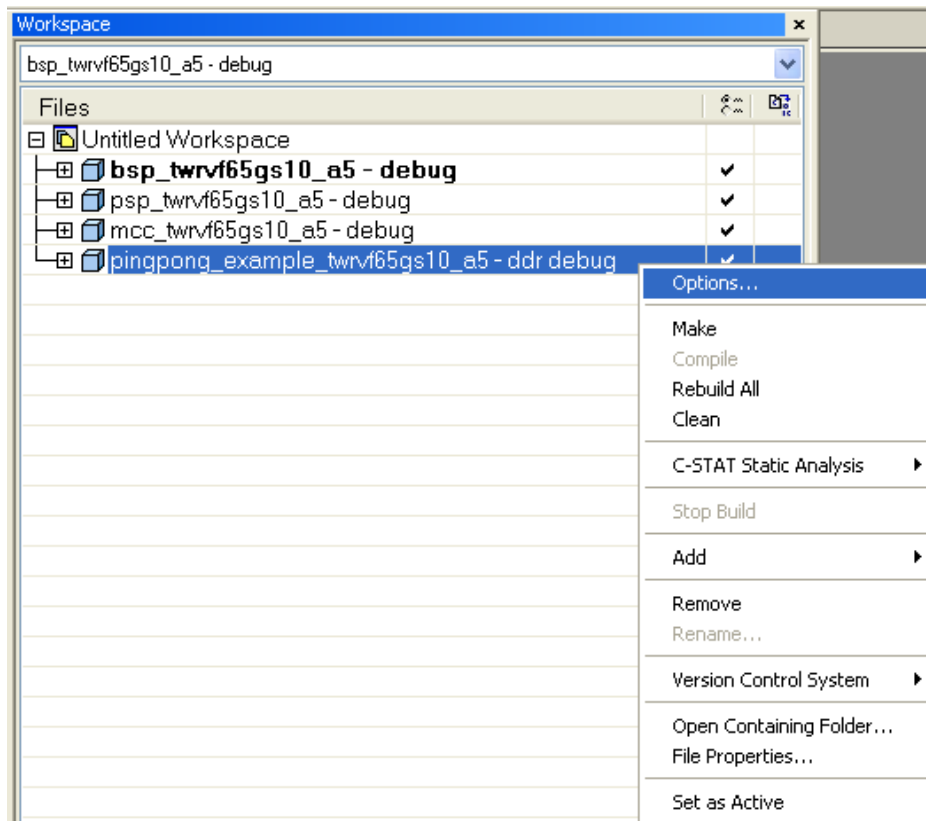 Workspace
bsp_twrvf65gs10_a5 - debug
Files
Untitled Workspace
bsp_twrvf65gs10_a5 - debug
psp_twrvf65gs10_a5 - debug
mcc_twrvf65gs10_a5 - debug
pingpong_example_twrvf65gs10_a5 - ddr debug
Options...
Make
Compile
Rebuild All
Clean
C-STAT Static Analysis
Stop Build
Add
Remove
Rename...
Version Control System
Open Containing Folder...
File Properties...
Set as Active